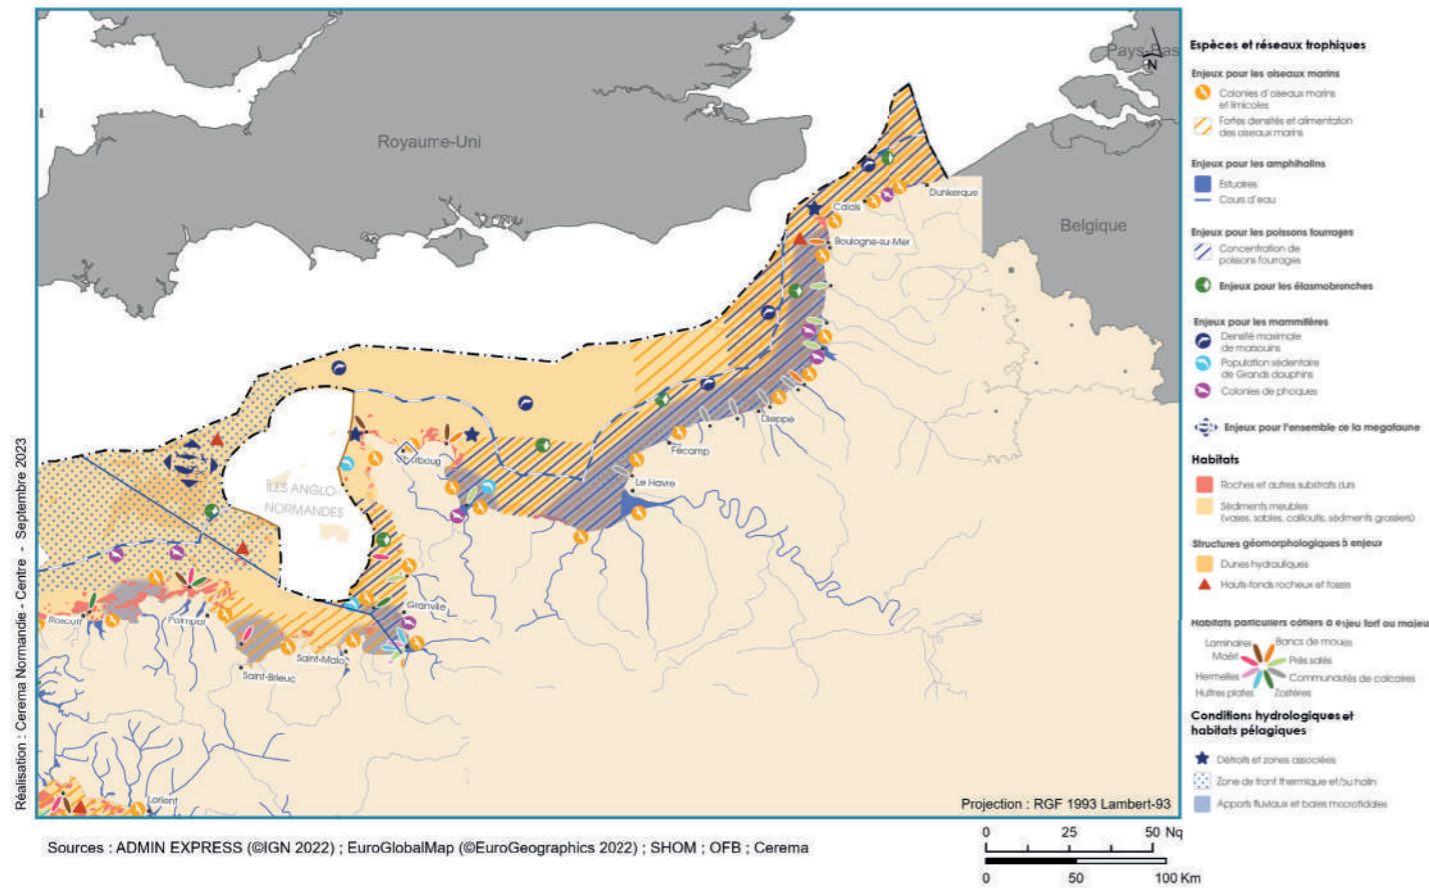 Pays-Bas
N
Royaume-Uni
Dunkerque
Calais
Belgique
Boulogne-su-Mer
Dieppe
Fécamp
Le Havre
ÎLES ANGLO-
NORMANDES
Granville
Roscoff
Paimpol
Saint-Malo
Saint-Brieuc
Lorient
Projection : RGF 1993 Lambert-93
Réalisation : Cerema Normandie - Centre - Septembre 2023
Espèces et réseaux trophiques
Enjeux pour les oiseaux marins
Colonies d'oiseaux marins
et limicoles
Fortes densités et alimentation
des oiseaux marins
Enjeux pour les amphihalins
Estuaires
Cours d'eau
Enjeux pour les poissons fourrages
Concentration de
poissons fourrages
Enjeux pour les élasmobranches
Enjeux pour les mammifères
Densité maximale
de marsouins
Population sédentaire
de Grands dauphins
Colonies de phoques
Enjeux pour l'ensemble de la mégafaune
Habitats
Roches et autres substrats durs
Sédiments meubles
(vases, sables, cailloutis, sédiments grossiers)
Structures géomorphologiques à enjeux
Dunes hydrauliques
Hauts-fonds rocheux et fosses
Habitats particuliers côtiers à enjeu fort ou majeur
Laminaires
Bancs de moules
Maërl
Prés salés
Hermelles
Communautés de calcaires
Huîtres plates
Zostères
Conditions hydrologiques et
habitats pélagiques
Détroits et zones associées
Zone de front thermique et/ou halin
Apports fluviaux et baies macrotidales
Sources : ADMIN EXPRESS (©IGN 2022) ; EuroGlobalMap (©EuroGeographics 2022) ; SHOM ; OFB ; Cerema
0 25 50 Nq
0 50 100 Km